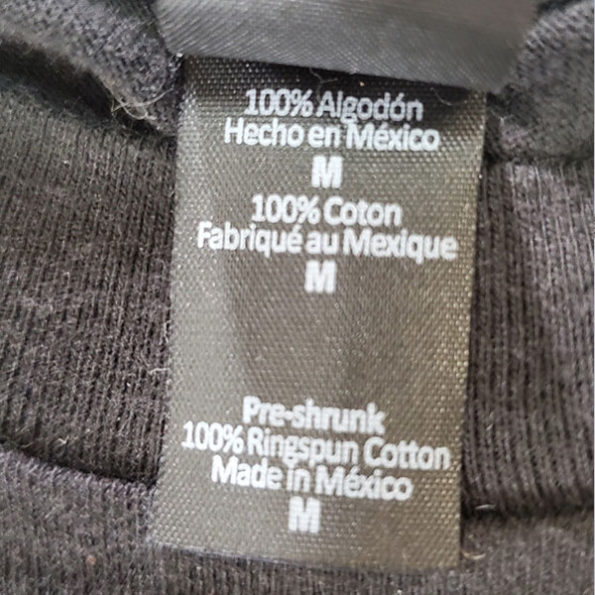 100% Algodón
Hecho en México
M
100% Coton
Fabriqué au Mexique
M
Pre-shrunk
100% Ringspun Cotton
Made in México
M